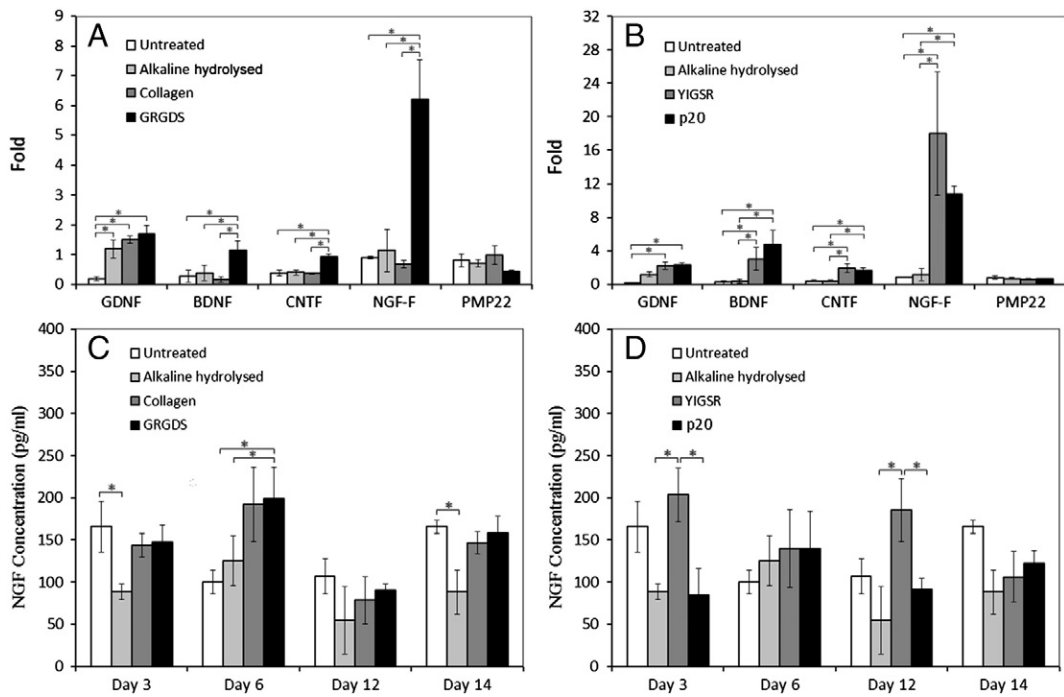 A
Fold
9
8
7
6
5
4
3
2
1
0
Untreated
Alkaline hydrolysed
Collagen
GRGDS
* * * * * * * * * * * *
GDNF BDNF CNTF NGF-F PMP22
B
Fold
32
28
24
20
16
12
8
4
0
Untreated
Alkaline hydrolysed
YIGSR
p20
* * * * * * * * * * * * * *
GDNF BDNF CNTF NGF-F PMP22
C
NGF Concentration (pg/ml)
400
350
300
250
200
150
100
50
0
Untreated
Alkaline hydrolysed
Collagen
GRGDS
* * * *
Day 3 Day 6 Day 12 Day 14
D
NGF Concentration (pg/ml)
400
350
300
250
200
150
100
50
0
Untreated
Alkaline hydrolysed
YIGSR
p20
* * * *
Day 3 Day 6 Day 12 Day 14